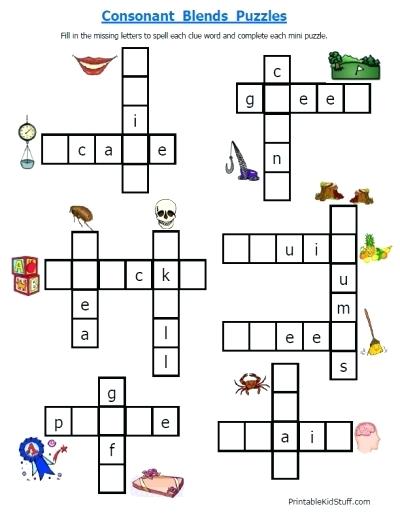 Consonant Blends Puzzles
Fill in the missing letters to spell each clue word and complete each mini puzzle.
i
c a e
c
g e e
n
c k
e
a l
l
u i
u
m
e e
s
g
p e
f
a i
PrintableKidStuff.com